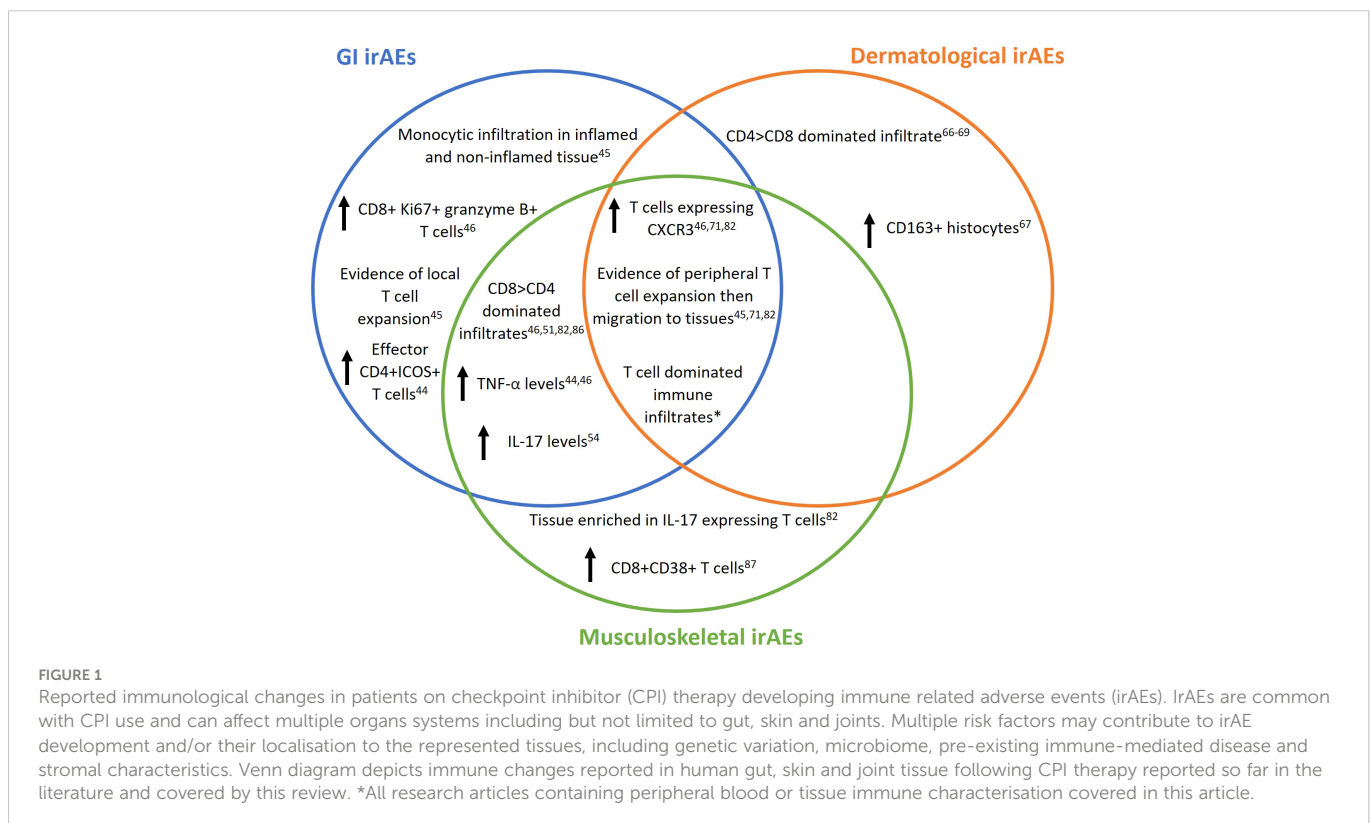 GI irAEs
Dermatological irAEs
Monocytic infiltration in inflamed
and non-inflamed tissue45
CD4>CD8 dominated infiltrate66-69
CD8+ Ki67+ granzyme B+
T cells46
T cells expressing
CXCR346,71,82
CD163+ histocytes67
Evidence of local
T cell
expansion45
CD8>CD4
dominated
infiltrates46,51,82,86
Evidence of peripheral T
cell expansion then
migration to tissues45,71,82
Effector
CD4+ICOS+
T cells44
TNF-α levels44,46
T cell dominated
immune
infiltrates*
IL-17 levels54
Tissue enriched in IL-17 expressing T cells82
CD8+CD38+ T cells87
Musculoskeletal irAEs
FIGURE 1
Reported immunological changes in patients on checkpoint inhibitor (CPI) therapy developing immune related adverse events (irAEs). IrAEs are common
with CPI use and can affect multiple organs systems including but not limited to gut, skin and joints. Multiple risk factors may contribute to irAE
development and/or their localisation to the represented tissues, including genetic variation, microbiome, pre-existing immune-mediated disease and
stromal characteristics. Venn diagram depicts immune changes reported in human gut, skin and joint tissue following CPI therapy reported so far in the
literature and covered by this review. *All research articles containing peripheral blood or tissue immune characterisation covered in this article.